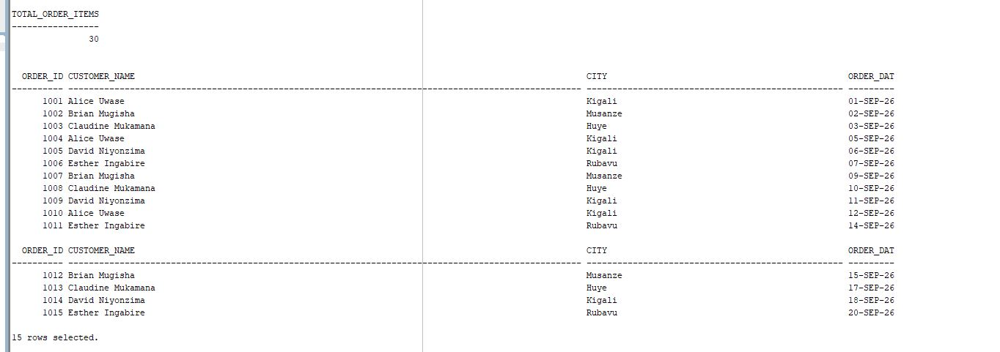 TOTAL_ORDER_ITEMS
-----------------
30
ORDER_ID CUSTOMER_NAME CITY ORDER_DAT
---------- ---------------------------------------------------------------------------------------------------- -------------------------------------------------- ---------
1001 Alice Uwase Kigali 01-SEP-26
1002 Brian Mugisha Musanze 02-SEP-26
1003 Claudine Mukamana Huye 03-SEP-26
1004 Alice Uwase Kigali 05-SEP-26
1005 David Niyonzima Kigali 06-SEP-26
1006 Esther Ingabire Rubavu 07-SEP-26
1007 Brian Mugisha Musanze 09-SEP-26
1008 Claudine Mukamana Huye 10-SEP-26
1009 David Niyonzima Kigali 11-SEP-26
1010 Alice Uwase Kigali 12-SEP-26
1011 Esther Ingabire Rubavu 14-SEP-26
ORDER_ID CUSTOMER_NAME CITY ORDER_DAT
---------- ---------------------------------------------------------------------------------------------------- -------------------------------------------------- ---------
1012 Brian Mugisha Musanze 15-SEP-26
1013 Claudine Mukamana Huye 17-SEP-26
1014 David Niyonzima Kigali 18-SEP-26
1015 Esther Ingabire Rubavu 20-SEP-26
15 rows selected.